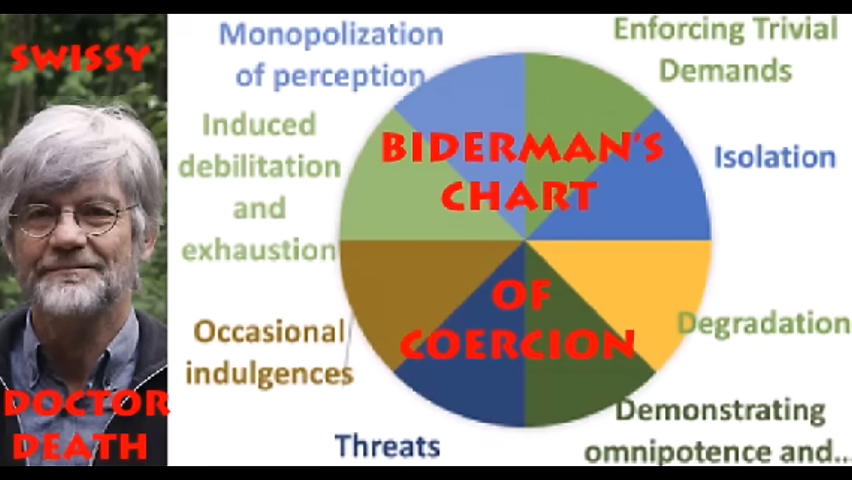 SWISSY
DOCTOR
DEATH
Monopolization
of perception
Enforcing Trivial
Demands
Induced
debilitation
and
exhaustion
Isolation
BIDERMAN'S
CHART
OF
COERCION
Occasional
indulgences
Degradation
Threats
Demonstrating
omnipotence and...